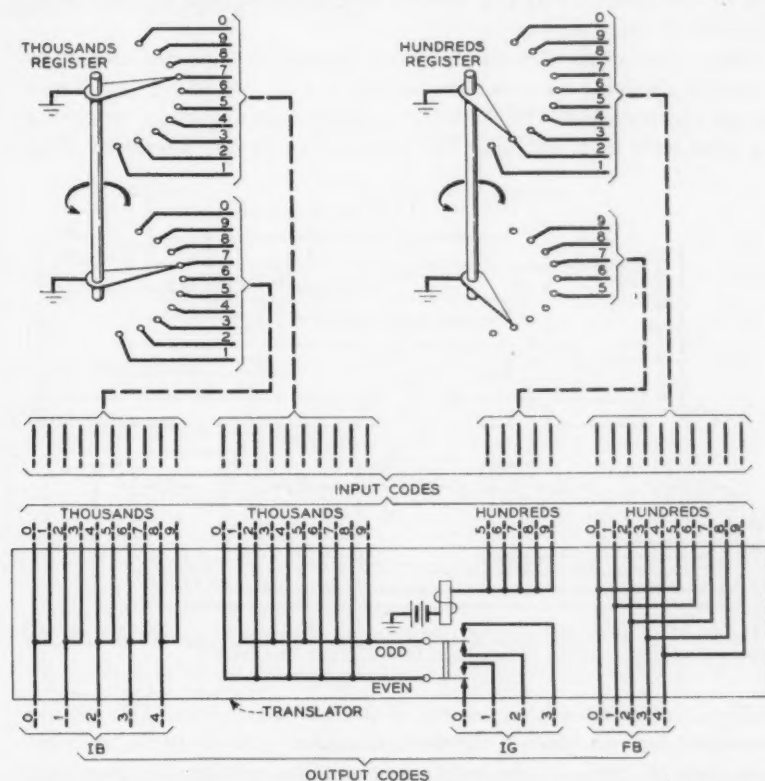 THOUSANDS
REGISTER
0
9
8
7
6
5
4
3
2
1
0
9
8
7
6
5
4
3
2
1
HUNDREDS
REGISTER
0
9
8
7
6
5
4
3
2
1
9
8
7
6
5
INPUT CODES
THOUSANDS THOUSANDS HUNDREDS HUNDREDS
0 1 2 3 4 5 6 7 8 9 0 1 2 3 4 5 6 7 8 9 5 6 7 8 9 0 1 2 3 4 5 6 7 8 9
ODD
EVEN
TRANSLATOR
0 1 2 3 4 0 1 2 3 0 1 2 3 4
IB IG FB
OUTPUT CODES